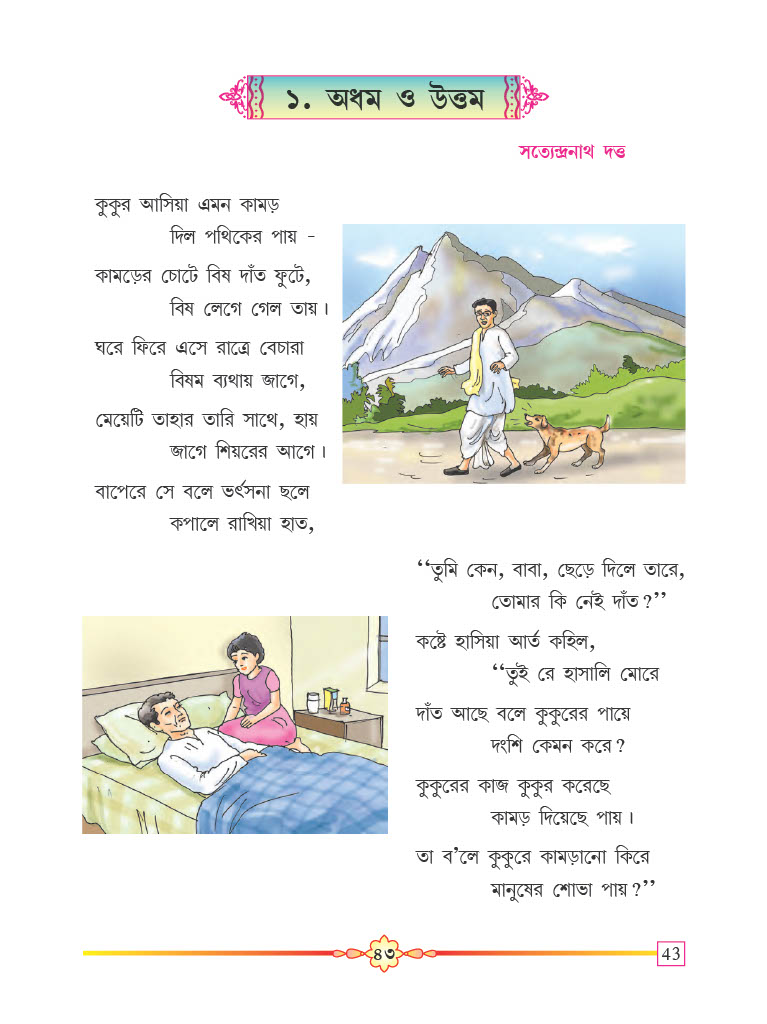 ১. অধম ও উত্তম
সত্যেন্দ্রনাথ দত্ত
কুকুর আসিয়া এমন কামড়
দিল পথিকের পায় -
কামড়ের চোটে বিষ দাঁত ফুটে,
বিষ লেগে গেল তায়।
ঘরে ফিরে এসে রাত্রে বেচারা
বিষম ব্যথায় জাগে,
মেয়েটি তাহার তারি সাথে, হায়
জাগে শিয়রের আগে।
বাপেরে সে বলে ভর্ৎসনা ছলে
কপালে রাখিয়া হাত,
‘‘তুমি কেন, বাবা, ছেড়ে দিলে তারে,
তোমার কি নেই দাঁত?’’
কষ্টে হাসিয়া আর্ত কহিল,
‘‘তুই রে হাসালি মোরে
দাঁত আছে বলে কুকুরের পায়ে
দংশি কেমন করে?
কুকুরের কাজ কুকুর করেছে
কামড় দিয়েছে পায়।
তা ব’লে কুকুরে কামড়ানো কিরে
মানুষের শোভা পায়?’’
৪৩
43